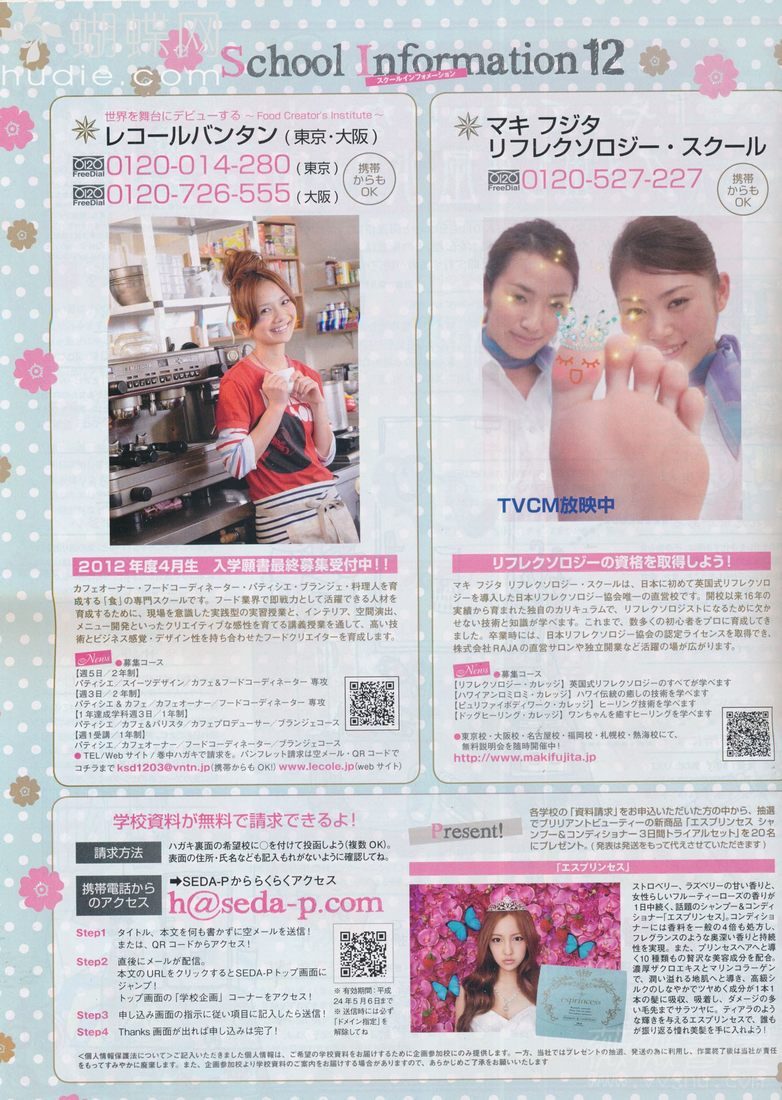 蝴蝶网
hudie.com
School Information 12
スクールインフォメーション
世界を舞台にデビューする ～Food Creator's Institute～
レコールバンタン (東京・大阪)
FreeDial 0120-014-280 (東京)
FreeDial 0120-726-555 (大阪)
携帯
からも
OK
2012年度4月生 入学願書最終募集受付中!!
カフェオーナー・フードコーディネーター・パティシエ・ブランジェ・料理人を育
成する「食」の専門スクールです。フード業界で即戦力として活躍できる人材を
育成するために、現場を意識した実践型の実習授業と、インテリア、空間演出、
メニュー開発といったクリエイティブな感性を育てる講義授業を通して、高い技
術とビジネス感覚・デザイン性を持ち合わせたフードクリエイターを育成します。
News ●募集コース
【週5日/2年制】
パティシエ/スイーツデザイン/カフェ&フードコーディネーター 専攻
【週3日/2年制】
パティシエ&カフェ/カフェオーナー/フードコーディネーター 専攻
【1年達成学科週3日/1年制】
パティシエ/カフェ&バリスタ/カフェプロデューサー/ブランジェコース
【週1受講/1年制】
パティシエ/カフェオーナー/フードコーディネーター/ブランジェコース
●TEL/Webサイト/巻中ハガキで請求を。パンフレット請求は空メール・QRコードで
コチラまで ksd1203@vntn.jp (携帯からもOK!) www.lecole.jp (webサイト)
マキ フジタ
リフレクソロジー・スクール
FreeDial 0120-527-227
携帯
からも
OK
TVCM放映中
リフレクソロジーの資格を取得しよう!
マキ フジタ リフレクソロジー・スクールは、日本に初めて英国式リフレクソロ
ジーを導入した日本リフレクソロジー協会唯一の直営校です。開校以来16年の
実績から育まれた独自のカリキュラムで、リフレクソロジストになるために欠か
せない技術と知識が学べます。これまで、数多くの初心者をプロに育成してき
ました。卒業時には、日本リフレクソロジー協会の認定ライセンスを取得でき、
株式会社RAJAの直営サロンや独立開業など活躍の場が広がります。
News ●募集コース
【リフレクソロジー・カレッジ】英国式リフレクソロジーのすべてが学べます
【ハワイアンロミロミ・カレッジ】ハワイ伝統の癒しの技術を学べます
【ピュリファイボディワーク・カレッジ】ヒーリング技術を学べます
【ドッグヒーリング・カレッジ】ワンちゃんを癒すヒーリングを学べます
●東京校・大阪校・名古屋校・福岡校・札幌校・熱海校にて、
無料説明会を随時開催中!
http://www.makifujita.jp
学校資料が無料で請求できるよ!
請求方法
ハガキ裏面の希望校に○を付けて投函しよう(複数OK)。
表面の住所・氏名なども記入もれがないように確認してね。
携帯電話から
のアクセス
➡SEDA-Pかららくらくアクセス
h@seda-p.com
Step1 タイトル、本文を何も書かずに空メールを送信!
または、QRコードからアクセス!
Step2 直後にメールが配信。
本文のURLをクリックするとSEDA-Pトップ画面に
ジャンプ!
トップ画面の「学校企画」コーナーをアクセス!
Step3 申し込み画面の指示に従い項目に記入したら送信!
Step4 Thanks画面が出れば申し込みは完了!
※有効期間:平成
24年5月6日まで
※送信時には必ず
「ドメイン指定」を
解除してね
Present!
各学校の「資料請求」をお申込いただいた方の中から、抽選
でブリリアントビューティーの新商品「エスプリンセス シャ
ンプー&コンディショナー3日間トライアルセット」を20名
にプレゼント。(発表は発送をもって代えさせていただきます)
「エスプリンセス」
esprincess
ストロベリー、ラズベリーの甘い香りと、
女性らしいフルーティーローズの香りが
1日中続く、話題のシャンプー&コンディ
ショナー「エスプリンセス」。コンディショ
ナーには香料を一般の4倍も処方し、
フレグランスのような奥深い香りと持続
性を実現。また、プリンセスヘアへと導
く10種類もの贅沢な美容成分を配合。
濃厚ザクロエキスとマリンコラーゲン
で、潤い溢れる地肌へと導き、高級シ
ルクのしなやかでツヤめく成分が1本1
本の髪に吸収、吸着し、ダメージの多
い毛先までサラツヤに。ティアラのよう
な輝きを与えるエスプリンセスで、誰も
が振り返る憧れ美髪を手に入れよう!
<個人情報保護法について>ご記入いただきました個人情報は、ご希望の学校資料をお届けするために企画参加校にのみ提供します。一方、当社ではプレゼントの抽選、発送の為に利用し、作業終了後は当社が責任
をもってすみやかに廃棄します。また、企画参加校より学校資料のご案内をお届けする場合がありますので、あらかじめご了承をお願いいたします